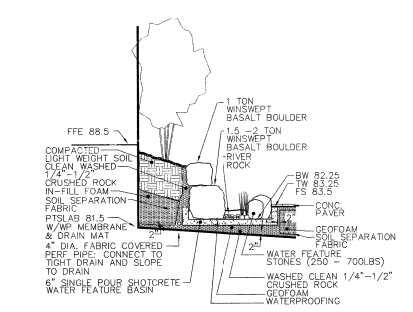 1 TON
WINSWEPT
BASALT BOULDER
1.5 -2 TON
WINSWEPT
BASALT BOULDER
RIVER
ROCK
FFE 88.5
COMPACTED
LIGHT WEIGHT SOIL
CLEAN WASHED
1/4"-1/2"
CRUSHED ROCK
IN-FILL FOAM
SOIL SEPARATION
FABRIC
PTSLAB 81.5
W/WP MEMBRANE
& DRAIN MAT
4" DIA. FABRIC COVERED
PERF PIPE: CONNECT TO
TIGHT DRAIN AND SLOPE
TO DRAIN
6" SINGLE POUR SHOTCRETE
WATER FEATURE BASIN
2"
2"
2"
BW 82.25
TW 83.25
FS 83.5
CONC.
PAVER
GEOFOAM
SOIL SEPARATION
FABRIC
WATER FEATURE
STONES (250 - 700LBS)
WASHED CLEAN 1/4"-1/2"
CRUSHED ROCK
GEOFOAM
WATERPROOFING